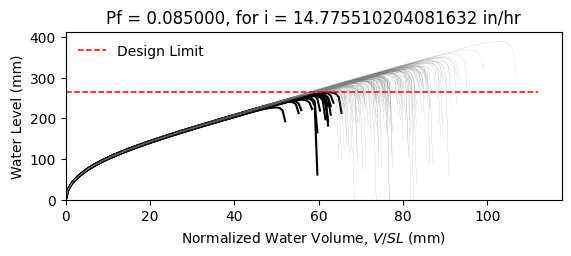 Pf = 0.085000, for i = 14.775510204081632 in/hr
Water Level (mm)
400
300
200
100
0
Design Limit
0 20 40 60 80 100
Normalized Water Volume, V/SL (mm)